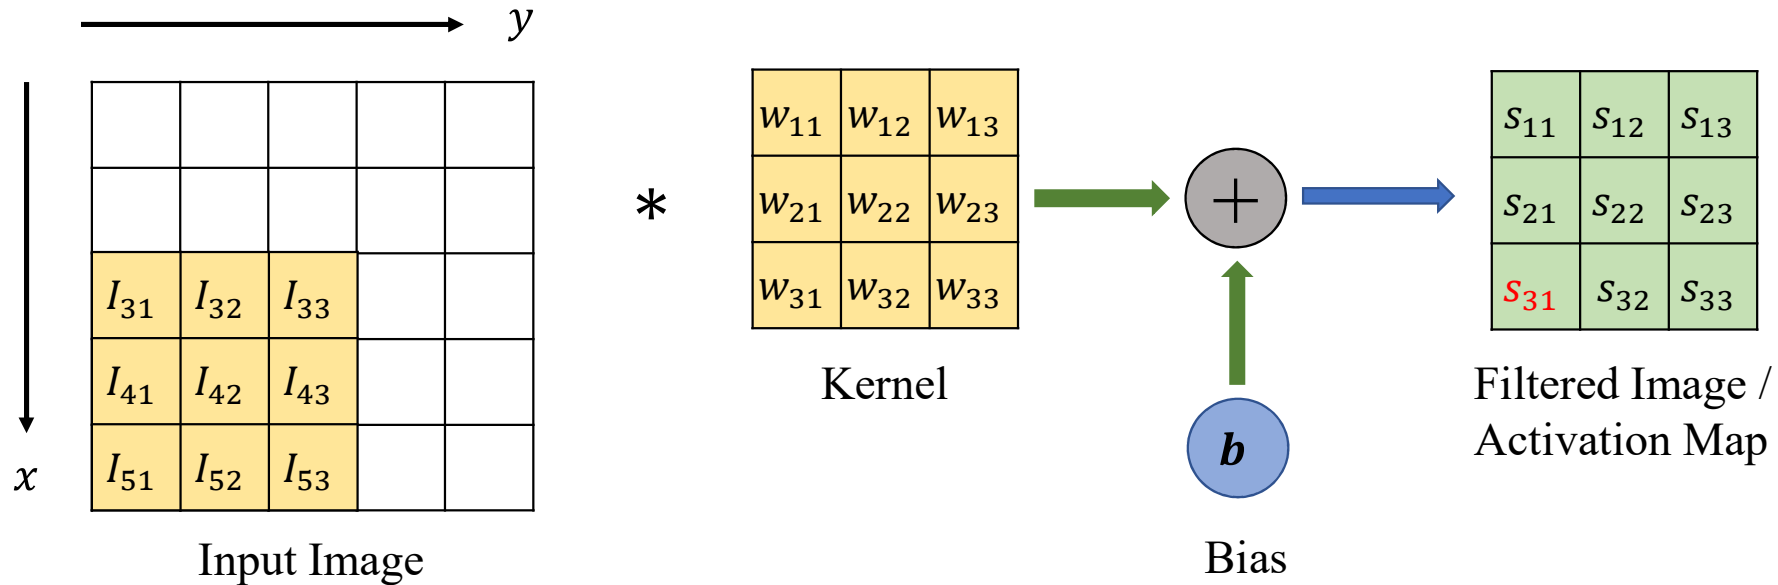 y
x
I₃₁ I₃₂ I₃₃
I₄₁ I₄₂ I₄₃
I₅₁ I₅₂ I₅₃
Input Image
*
w₁₁ w₁₂ w₁₃
w₂₁ w₂₂ w₂₃
w₃₁ w₃₂ w₃₃
Kernel
+
b
Bias
s₁₁ s₁₂ s₁₃
s₂₁ s₂₂ s₂₃
s₃₁ s₃₂ s₃₃
Filtered Image /
Activation Map